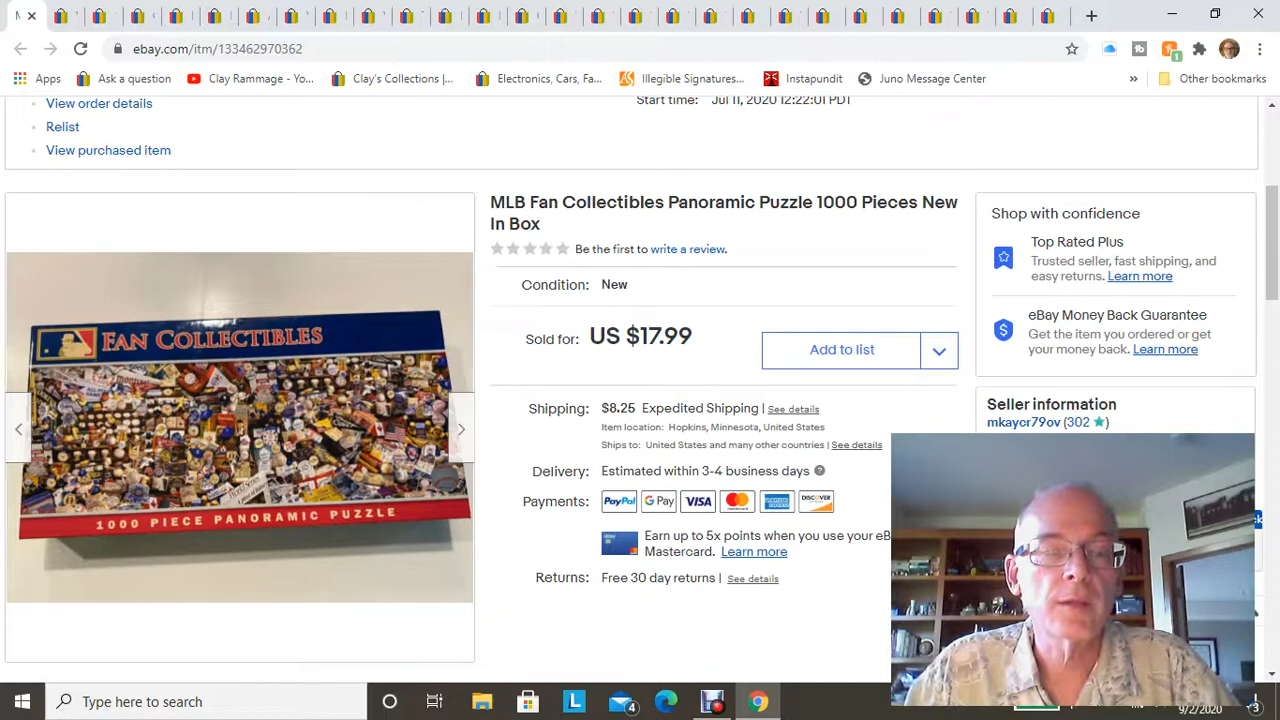 M
ebay.com/itm/133462970362
1
Apps
Ask a question
Clay Rammage - Yo...
Clay's Collections |...
Electronics, Cars, Fa...
Illegible Signatures...
Instapundit
Juno Message Center
»
Other bookmarks
View order details
Start time: Jul 11, 2020 12:22:01 PDT
Relist
View purchased item
MLB Fan Collectibles Panoramic Puzzle 1000 Pieces New
In Box
Be the first to write a review.
Condition: New
Sold for: US $17.99
Add to list
Shipping: $8.25 Expedited Shipping | See details
Item location: Hopkins, Minnesota, United States
Ships to: United States and many other countries | See details
Delivery: Estimated within 3-4 business days
Payments: PayPal G Pay VISA DISCOVER
Earn up to 5x points when you use your eB
Mastercard. Learn more
Returns: Free 30 day returns | See details
Shop with confidence
Top Rated Plus
Trusted seller, fast shipping, and
easy returns. Learn more
eBay Money Back Guarantee
Get the item you ordered or get
your money back. Learn more
Seller information
mkaycr79ov (302 )
FAN COLLECTIBLES
1000 PIECE PANORAMIC PUZZLE
Type here to search
L
4
9/2/2020
3